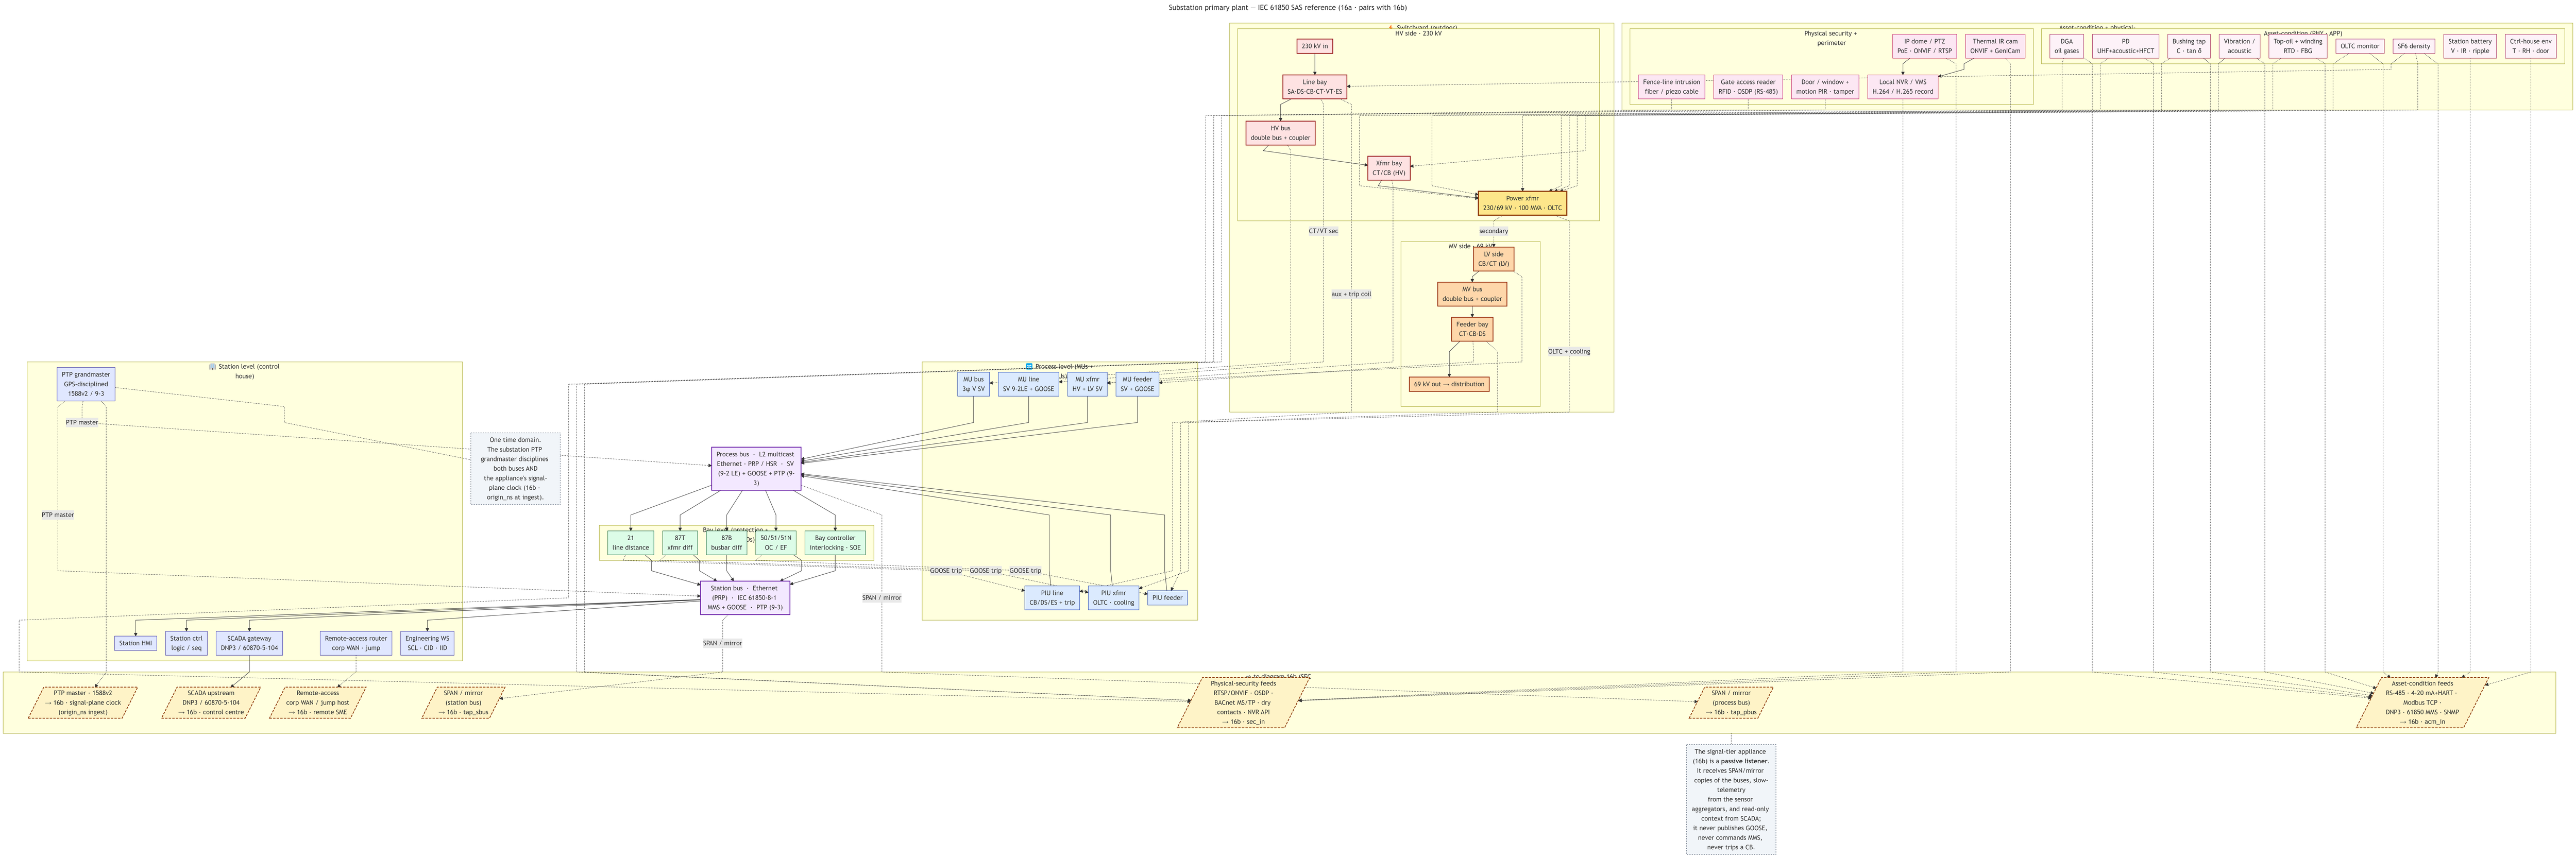 Substation primary plant — IEC 61850 SAS reference (16a · pairs with 16b)
Switchyard (outdoor)
HV side · 230 kV
230 kV in
Line bay
SA-DS-CB-CT-VT-ES
HV bus
double bus + coupler
Xfmr bay
CT/CB (HV)
Power xfmr
230/69 kV · 100 MVA · OLTC
secondary
MV side · 69 kV
LV side
CB/CT (LV)
MV bus
double bus + coupler
Feeder bay
CT-CB-DS
69 kV out → distribution
CT/VT sec
aux + trip coil
OLTC + cooling
Asset-condition + physical-
Physical security +
perimeter
IP dome / PTZ
PoE · ONVIF / RTSP
Thermal IR cam
ONVIF + GenICam
Fence-line intrusion
fiber / piezo cable
Gate access reader
RFID · OSDP (RS-485)
Door / window +
motion PIR · tamper
Local NVR / VMS
H.264 / H.265 record
Asset-condition (PHY · APP)
DGA
oil gases
PD
UHF+acoustic+HFCT
Bushing tap
C · tan δ
Vibration /
acoustic
Top-oil + winding
RTD · FBG
OLTC monitor
SF6 density
Station battery
V · IR · ripple
Ctrl-house env
T · RH · door
Station level (control
house)
PTP grandmaster
GPS-disciplined
1588v2 / 9-3
PTP master
PTP master
One time domain.
The substation PTP
grandmaster disciplines
both buses AND
the appliance's signal-
plane clock (16b ·
origin_ns at ingest).
Process level (MUs +
MU bus
3φ V SV
MU line
SV 9-2LE + GOOSE
MU xfmr
HV + LV SV
MU feeder
SV + GOOSE
Process bus · L2 multicast
Ethernet · PRP / HSR · SV
(9-2 LE) + GOOSE + PTP (9-
3)
Bay level (protection +
21
line distance
87T
xfmr diff
87B
busbar diff
50/51/51N
OC / EF
Bay controller
interlocking · SOE
GOOSE trip
GOOSE trip
GOOSE trip
PIU line
CB/DS/ES + trip
PIU xfmr
OLTC · cooling
PIU feeder
Station bus · Ethernet
(PRP) · IEC 61850-8-1
MMS + GOOSE · PTP (9-3)
SPAN / mirror
SPAN / mirror
Station HMI
Station ctrl
logic / seq
SCADA gateway
DNP3 / 60870-5-104
Remote-access router
corp WAN · jump
Engineering WS
SCL · CID · IID
PTP master · 1588v2
→ 16b · signal-plane clock
(origin_ns ingest)
SCADA upstream
DNP3 / 60870-5-104
→ 16b · control centre
Remote-access
corp WAN / jump host
→ 16b · remote SME
SPAN / mirror
(station bus)
→ 16b · tap_sbus
Physical-security feeds
RTSP/ONVIF · OSDP ·
BACnet MS/TP · dry
contacts · NVR API
→ 16b · sec_in
SPAN / mirror
(process bus)
→ 16b · tap_pbus
Asset-condition feeds
RS-485 · 4-20 mA+HART ·
Modbus TCP ·
DNP3 · 61850 MMS · SNMP
→ 16b · acm_in
The signal-tier appliance
(16b) is a passive listener.
It receives SPAN/mirror
copies of the buses, slow-
telemetry
from the sensor
aggregators, and read-only
context from SCADA;
it never publishes GOOSE,
never commands MMS,
never trips a CB.